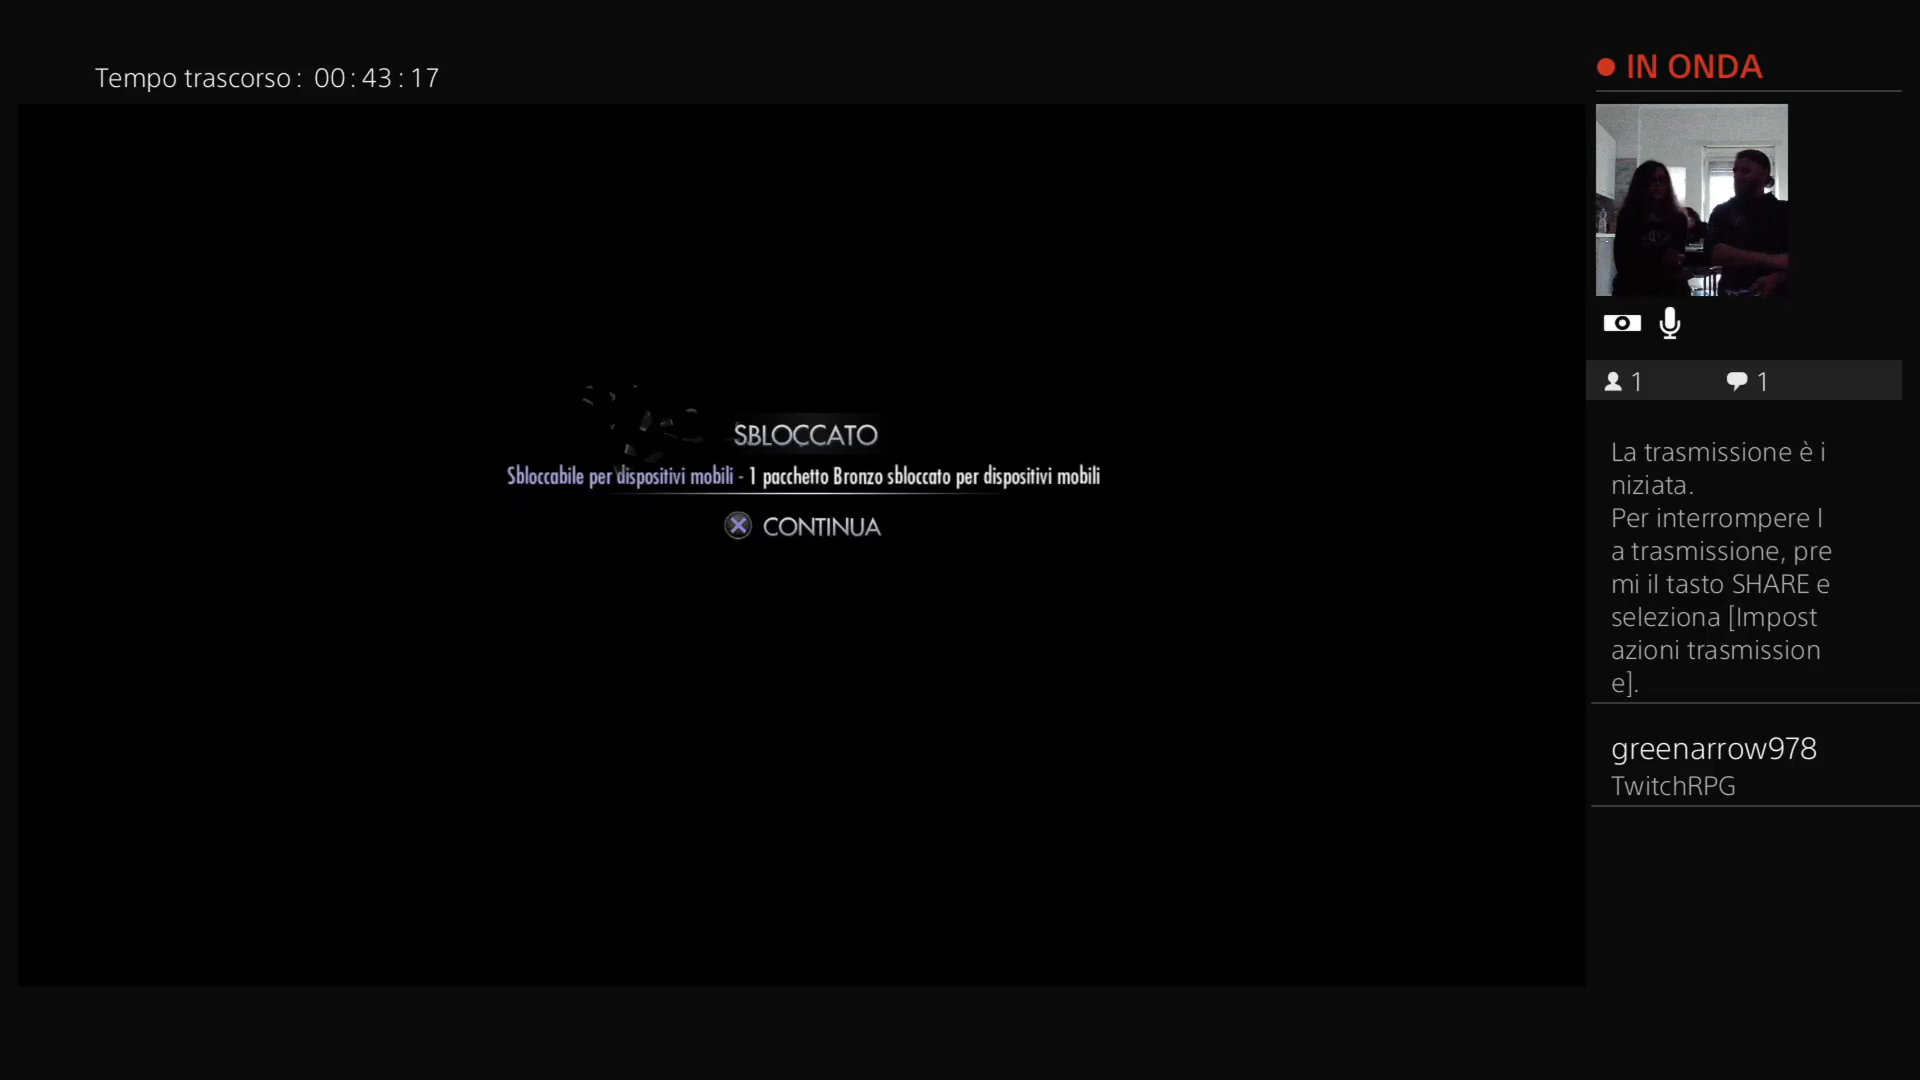 Tempo trascorso: 00:43:17
IN ONDA
SBLOCCATO
Sbloccabile per dispositivi mobili - 1 pacchetto Bronzo sbloccato per dispositivi mobili
CONTINUA
1 1
La trasmissione è i
niziata.
Per interrompere l
a trasmissione, pre
mi il tasto SHARE e
seleziona [Impost
azioni trasmission
e].
greenarrow978
TwitchRPG